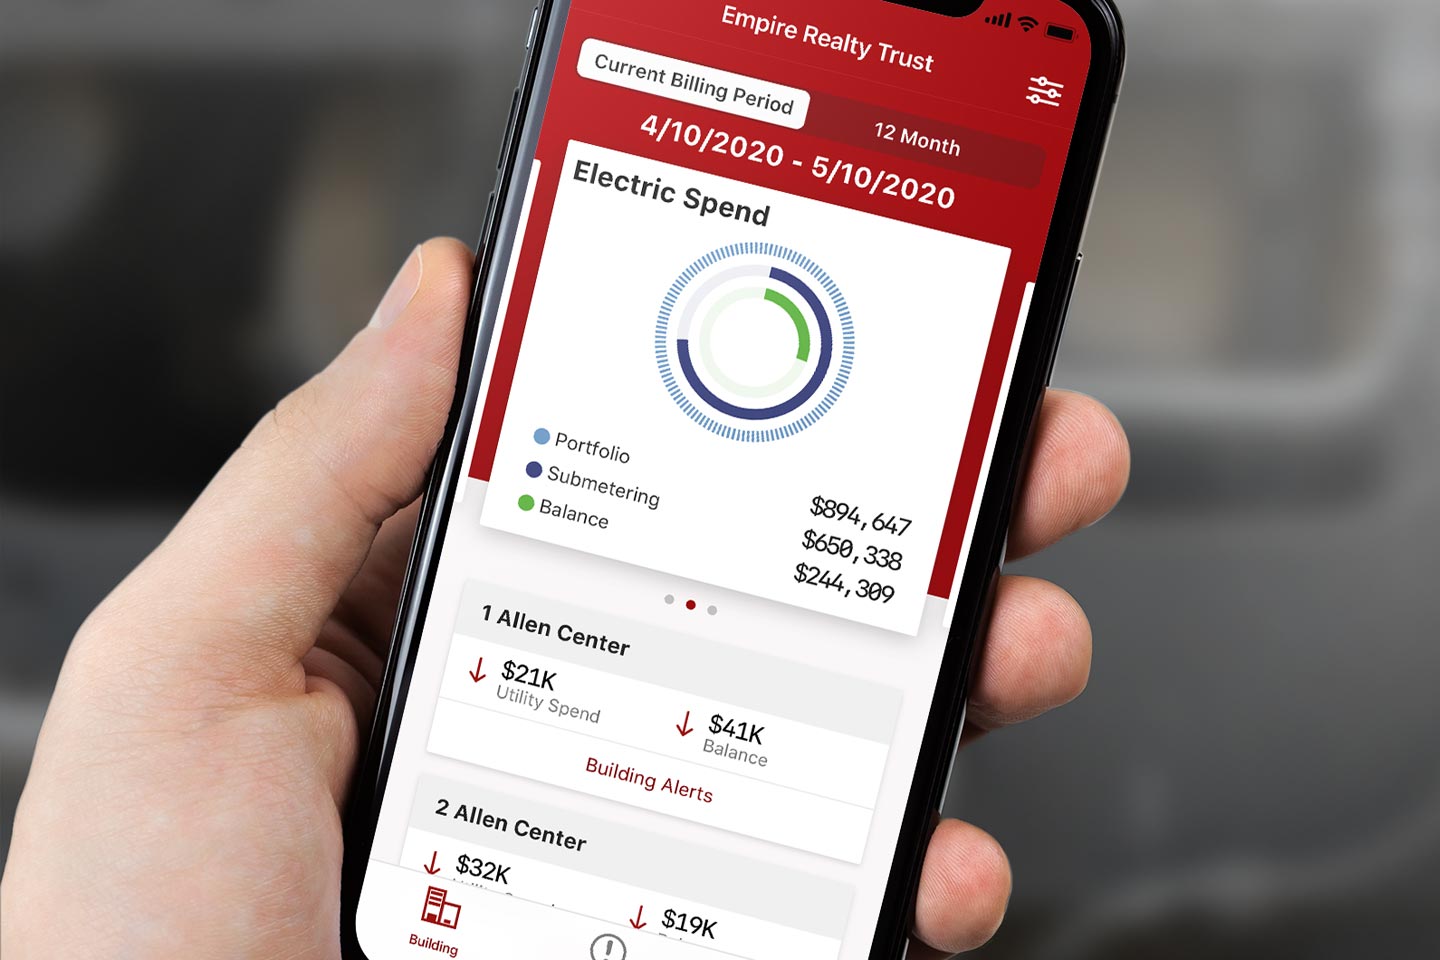 Empire Realty Trust
Current Billing Period
12 Month
4/10/2020 - 5/10/2020
Electric Spend
Portfolio
$894,647
Submetering
$650,338
Balance
$244,309
1 Allen Center
$21K
Utility Spend
$41K
Balance
Building Alerts
2 Allen Center
$32K
$19K
Building